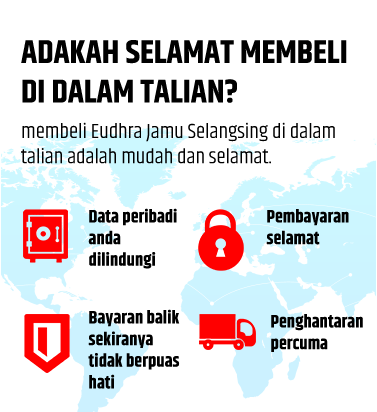 ADAKAH SELAMAT MEMBELI
DI DALAM TALIAN?
membeli Eudhra Jamu Selangsing di dalam
talian adalah mudah dan selamat.
Data peribadi
anda
dilindungi
Pembayaran
selamat
Bayaran balik
sekiranya
tidak berpuas
hati
Penghantaran
percuma